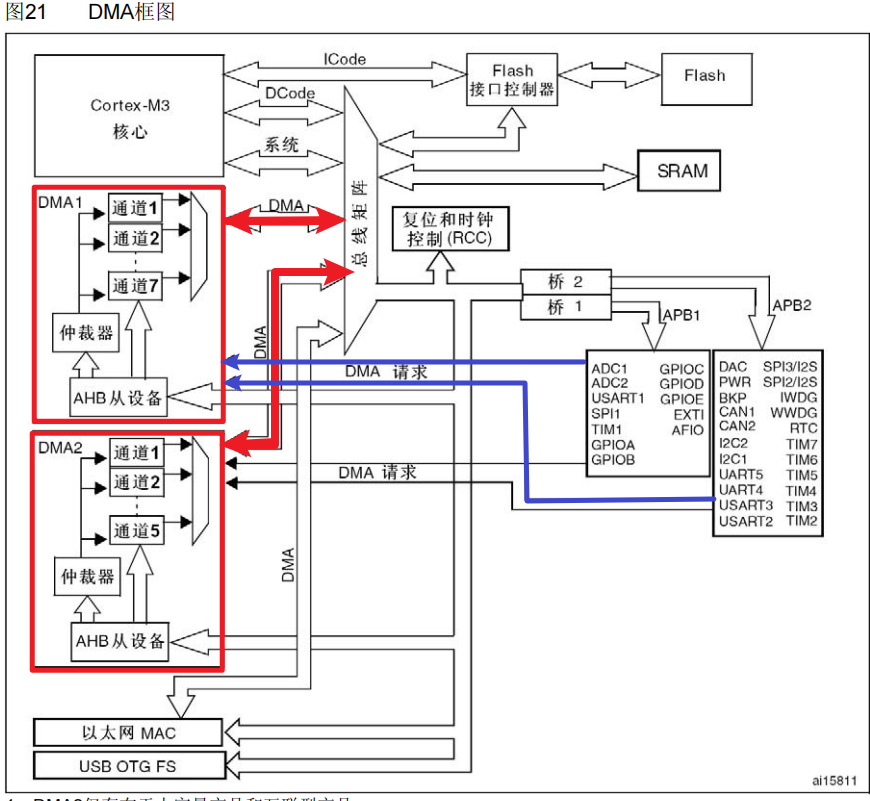 图21 DMA框图
ICode
Cortex-M3
核心
DCode
系统
Flash
接口控制器
Flash
SRAM
DMA1
通道1
通道2
通道7
仲裁器
AHB从设备
DMA
总线矩阵
复位和时钟
控制(RCC)
桥 2
桥 1
APB1
APB2
DMA
DMA 请求
ADC1 GPIOC
ADC2 GPIOD
USART1 GPIOE
SPI1 EXTI
TIM1 AFIO
GPIOA
GPIOB
DAC SPI3/I2S
PWR SPI2/I2S
BKP IWDG
CAN1 WWDG
CAN2 RTC
I2C2 TIM7
I2C1 TIM6
UART5 TIM5
UART4 TIM4
USART3 TIM3
USART2 TIM2
DMA2
通道1
通道2
通道5
仲裁器
AHB从设备
DMA 请求
DMA
以太网 MAC
USB OTG FS
ai15811